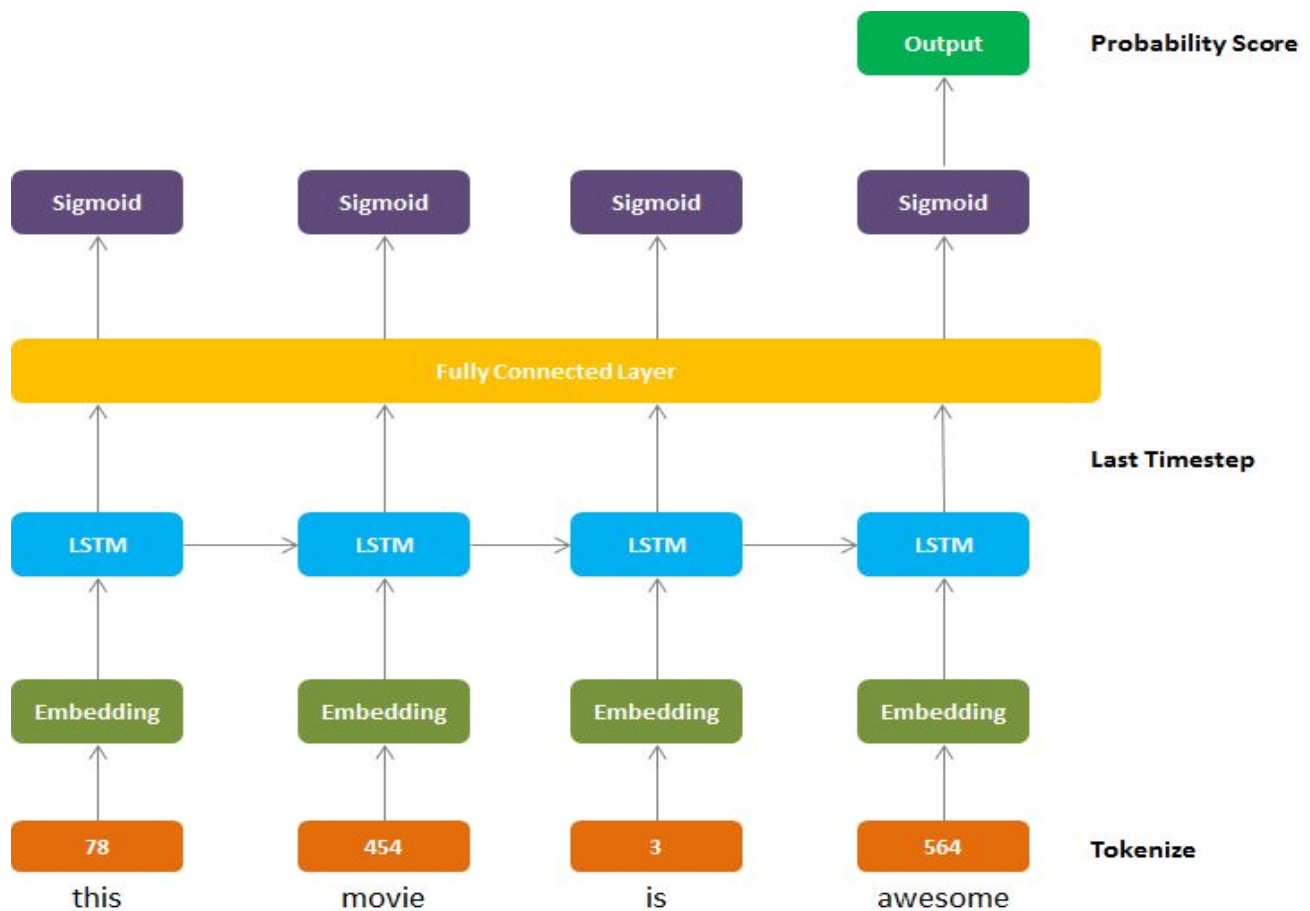 Output Probability Score
Sigmoid Sigmoid Sigmoid Sigmoid
Fully Connected Layer
Last Timestep
LSTM LSTM LSTM LSTM
Embedding Embedding Embedding Embedding
78 454 3 564 Tokenize
this movie is awesome